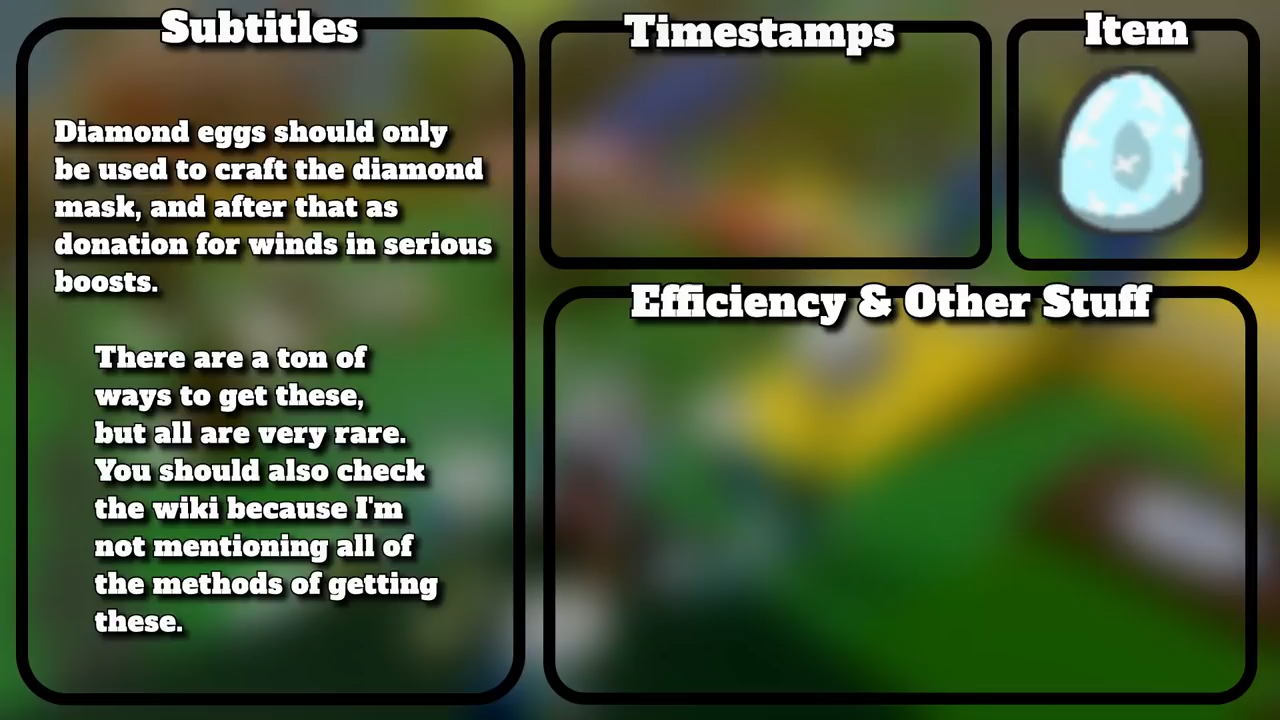 Subtitles
Diamond eggs should only
be used to craft the diamond
mask, and after that as
donation for winds in serious
boosts.
There are a ton of
ways to get these,
but all are very rare.
You should also check
the wiki because I'm
not mentioning all of
the methods of getting
these.
Timestamps
Item
Efficiency & Other Stuff